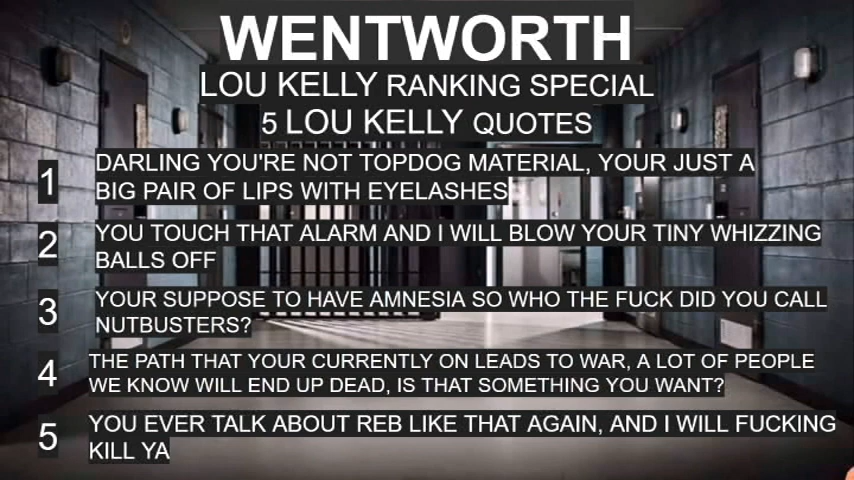 WENTWORTH
LOU KELLY RANKING SPECIAL
5 LOU KELLY QUOTES
1
DARLING YOU'RE NOT TOPDOG MATERIAL, YOUR JUST A
BIG PAIR OF LIPS WITH EYELASHES
2
YOU TOUCH THAT ALARM AND I WILL BLOW YOUR TINY WHIZZING
BALLS OFF
3
YOUR SUPPOSE TO HAVE AMNESIA SO WHO THE FUCK DID YOU CALL
NUTBUSTERS?
4
THE PATH THAT YOUR CURRENTLY ON LEADS TO WAR, A LOT OF PEOPLE
WE KNOW WILL END UP DEAD, IS THAT SOMETHING YOU WANT?
5
YOU EVER TALK ABOUT REB LIKE THAT AGAIN, AND I WILL FUCKING
KILL YA